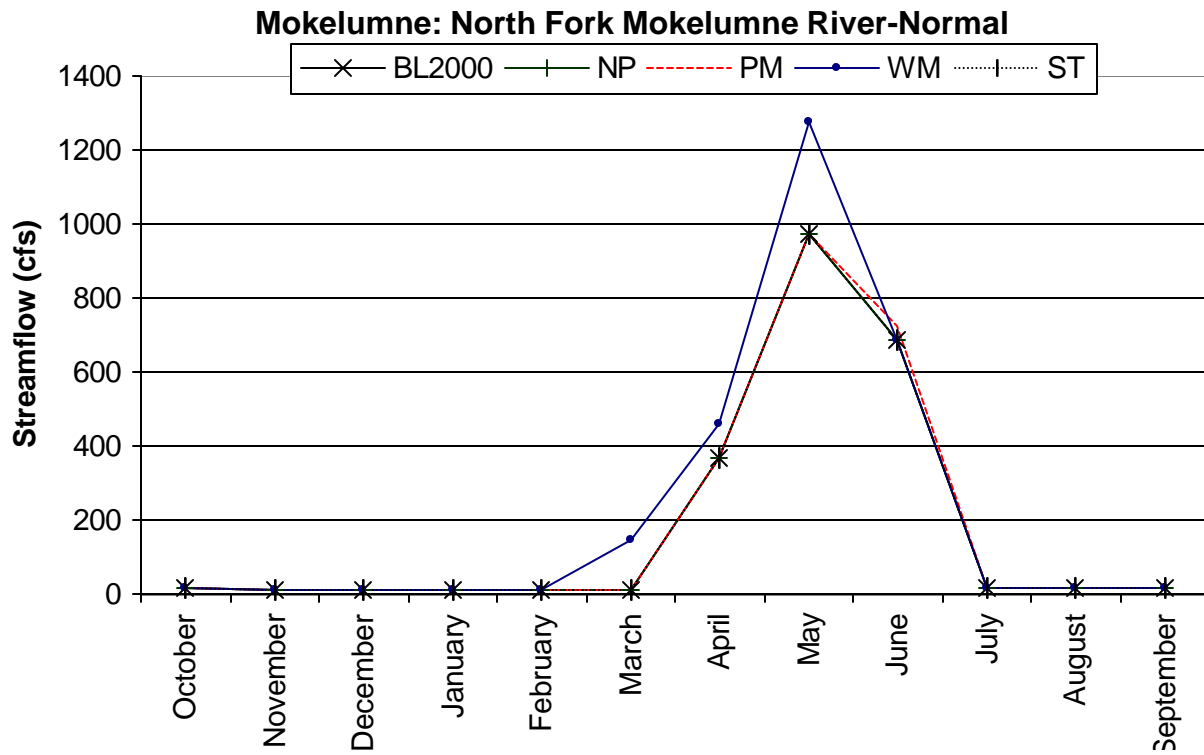 Mokelumne: North Fork Mokelumne River-Normal
BL2000 NP PM WM ST
1400
1200
1000
800
600
400
200
0
Streamflow (cfs)
October
November
December
January
February
March
April
May
June
July
August
September